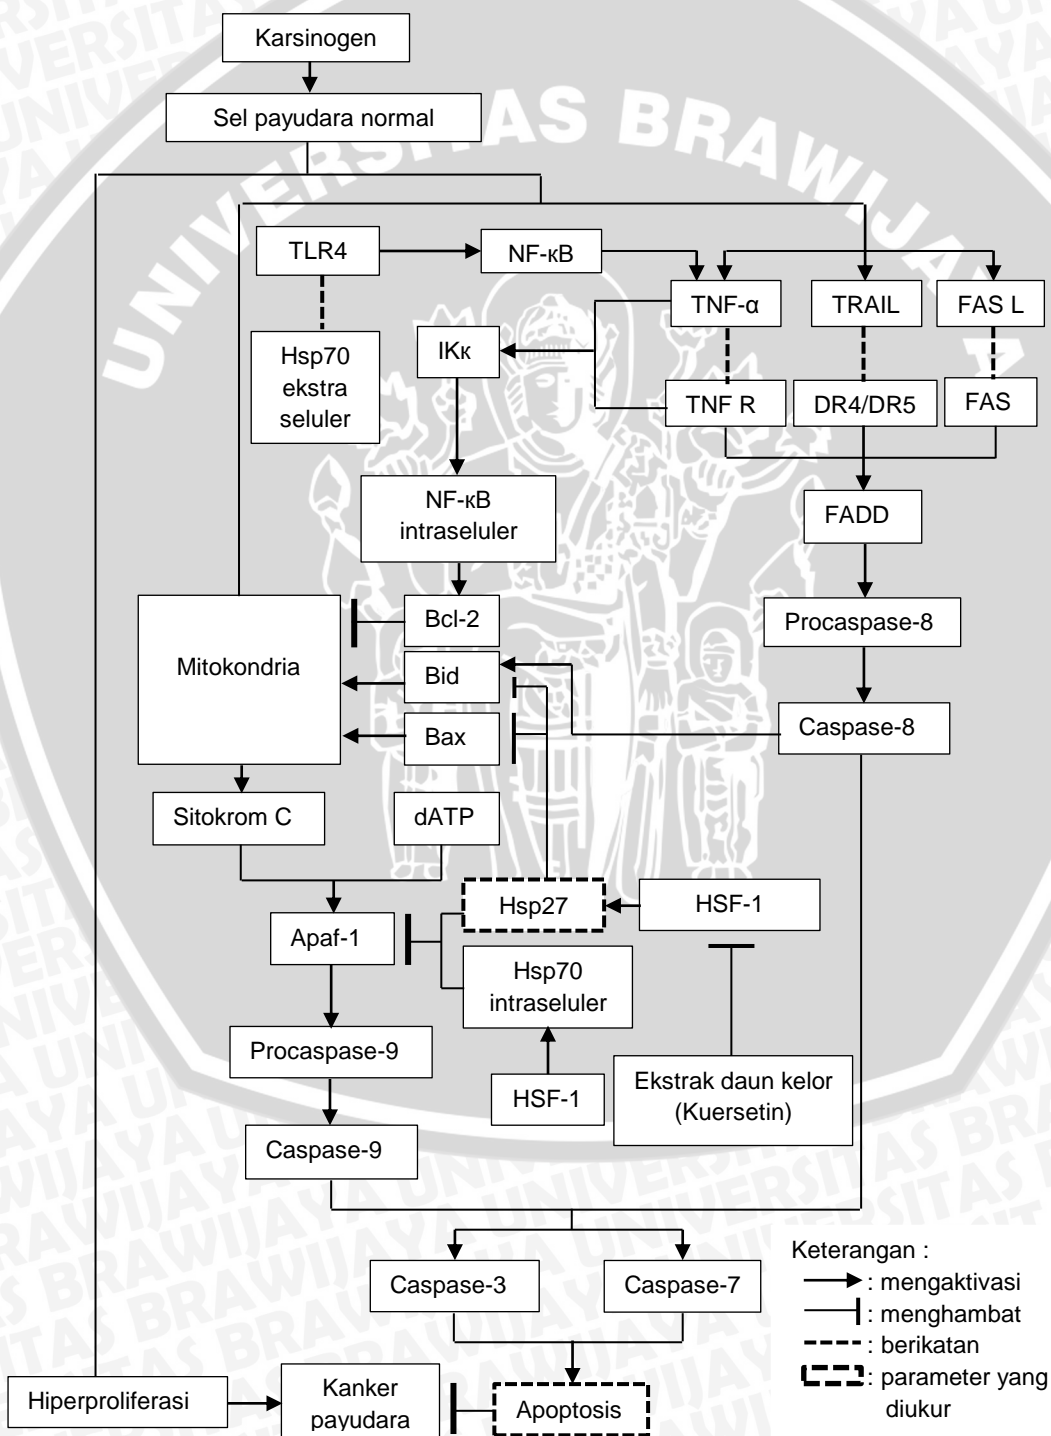 Karsinogen
Sel payudara normal
UNIVERSITAS BRAWIJAYA
TLR4
NF-κB
TNF-α
TRAIL
FAS L
Hsp70
ekstra
seluler
IKκ
TNF R
DR4/DR5
FAS
NF-κB
intraseluler
FADD
Bcl-2
Procaspase-8
Mitokondria
Bid
Bax
Caspase-8
Sitokrom C
dATP
Hsp27
HSF-1
Apaf-1
Hsp70
intraseluler
Procaspase-9
HSF-1
Ekstrak daun kelor
(Kuersetin)
Caspase-9
Caspase-3
Caspase-7
Keterangan :
: mengaktivasi
: menghambat
: berikatan
: parameter yang
diukur
Hiperproliferasi
Kanker
payudara
Apoptosis